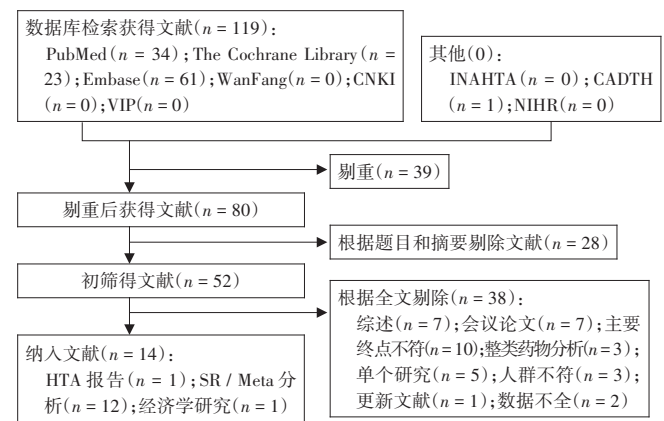 数据库检索获得文献(n = 119)：
PubMed(n = 34)；The Cochrane Library(n =
23)；Embase(n = 61)；WanFang(n = 0)；CNKI
(n = 0)；VIP(n = 0)
其他(0)：
INAHTA(n = 0)；CADTH
(n = 1)；NIHR(n = 0)
剔重(n = 39)
剔重后获得文献(n = 80)
根据题目和摘要剔除文献(n = 28)
初筛得文献(n = 52)
根据全文剔除(n = 38)：
综述(n = 7)；会议论文(n = 7)；主要
终点不符(n=10)；整类药物分析(n=3)；
单个研究(n = 5)；人群不符(n = 3)；
更新文献(n = 1)；数据不全(n = 2)
纳入文献(n = 14)：
HTA 报告(n = 1)；SR / Meta 分
析(n = 12)；经济学研究(n = 1)